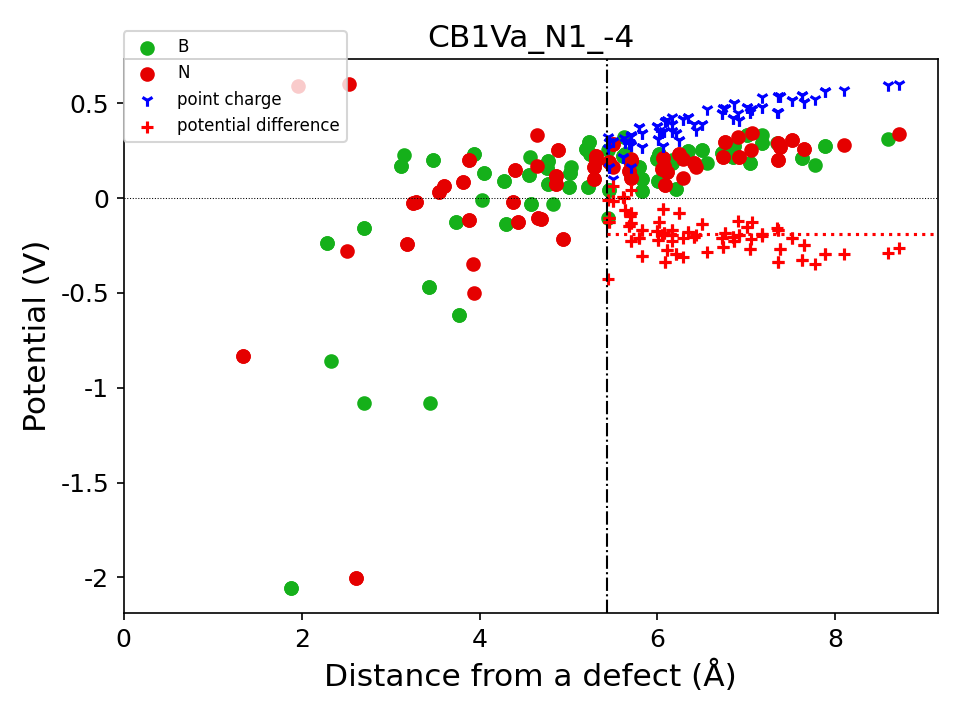 CB1Va_N1_-4
B
N
point charge
potential difference
Potential (V)
0.5
0
-0.5
-1
-1.5
-2
0 2 4 6 8
Distance from a defect (Å)